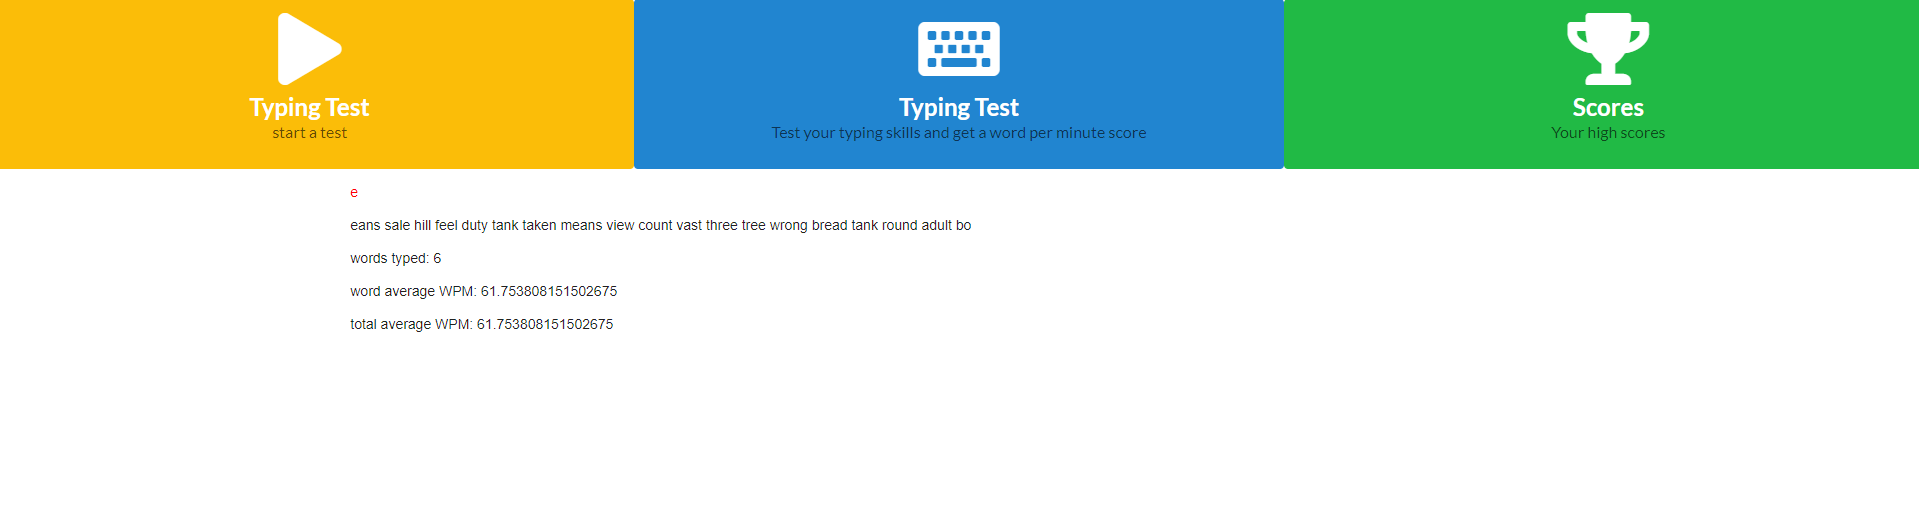 Typing Test
start a test
Typing Test
Test your typing skills and get a word per minute score
Scores
Your high scores
e
eans sale hill feel duty tank taken means view count vast three tree wrong bread tank round adult bo
words typed: 6
word average WPM: 61.753808151502675
total average WPM: 61.753808151502675